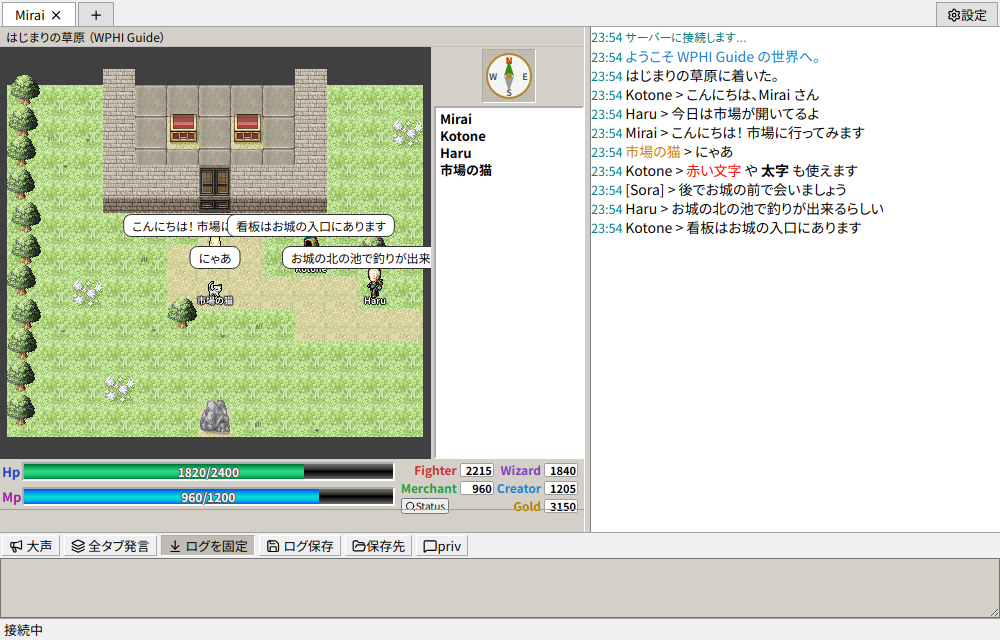 Mirai ×
+
設定
はじまりの草原 (WPHI Guide)
N
W E
S
Mirai
Kotone
Haru
市場の猫
こんにちは! 市場に
看板はお城の入口にあります
にゃあ
お城の北の池で釣りが出来
Kotone
市場の猫
Haru
Hp 1820/2400
Mp 960/1200
Fighter 2215 Wizard 1840
Merchant 960 Creator 1205
Status Gold 3150
23:54 サーバーに接続します...
23:54 ようこそ WPHI Guide の世界へ。
23:54 はじまりの草原に着いた。
23:54 Kotone > こんにちは、Mirai さん
23:54 Haru > 今日は市場が開いてるよ
23:54 Mirai > こんにちは! 市場に行ってみます
23:54 市場の猫 > にゃあ
23:54 Kotone > 赤い文字 や 太字 も使えます
23:54 [Sora] > 後でお城の前で会いましょう
23:54 Haru > お城の北の池で釣りが出来るらしい
23:54 Kotone > 看板はお城の入口にあります
大声 全タブ発言 ログを固定 ログ保存 保存先 priv
接続中